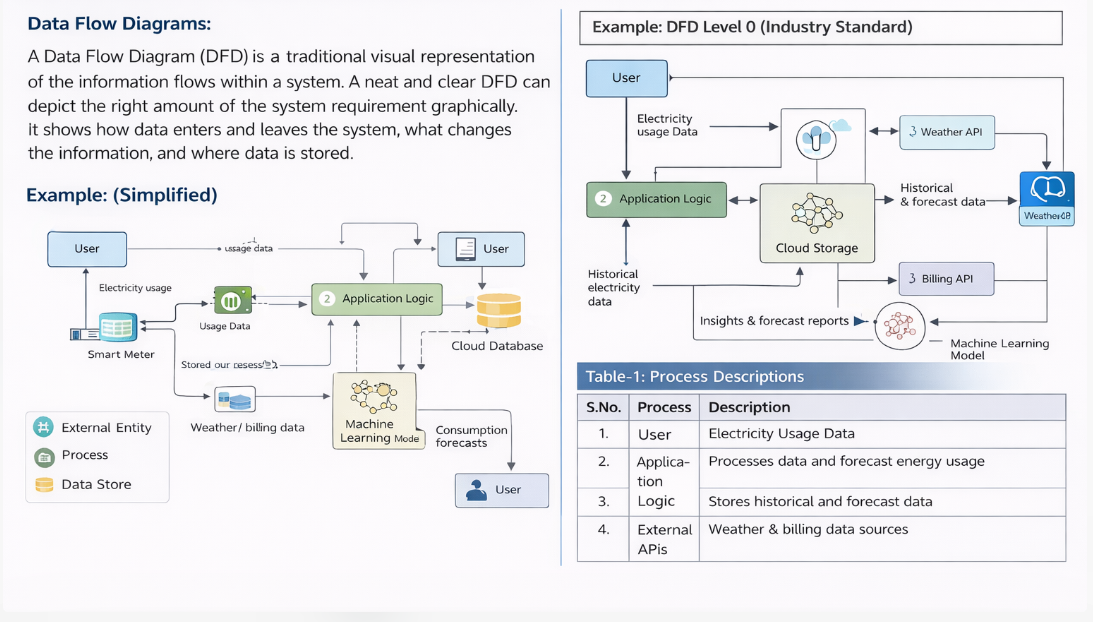 Data Flow Diagrams:
A Data Flow Diagram (DFD) is a traditional visual representation
of the information flows within a system. A neat and clear DFD can
depict the right amount of the system requirement graphically.
It shows how data enters and leaves the system, what changes
the information, and where data is stored.
Example: (Simplified)
User
usage data
User
Electricity usage
Usage Data
2 Application Logic
Cloud Database
Smart Meter
Stored our
Weather/ billing data
Machine
Learning Mode
Consumption
forecasts
User
External Entity
Process
Data Store
Example: DFD Level 0 (Industry Standard)
User
Electricity
usage Data
3 Weather API
2 Application Logic
Cloud Storage
Historical
& forecast data
Historical
electricity
data
3 Billing API
Insights & forecast reports
Machine Learning
Model
Table-1: Process Descriptions
S.No. Process Description
1. User Electricity Usage Data
2. Applica- Processes data and forecast energy usage
tion
3. Logic Stores historical and forecast data
4. External Weather & billing data sources
APIs